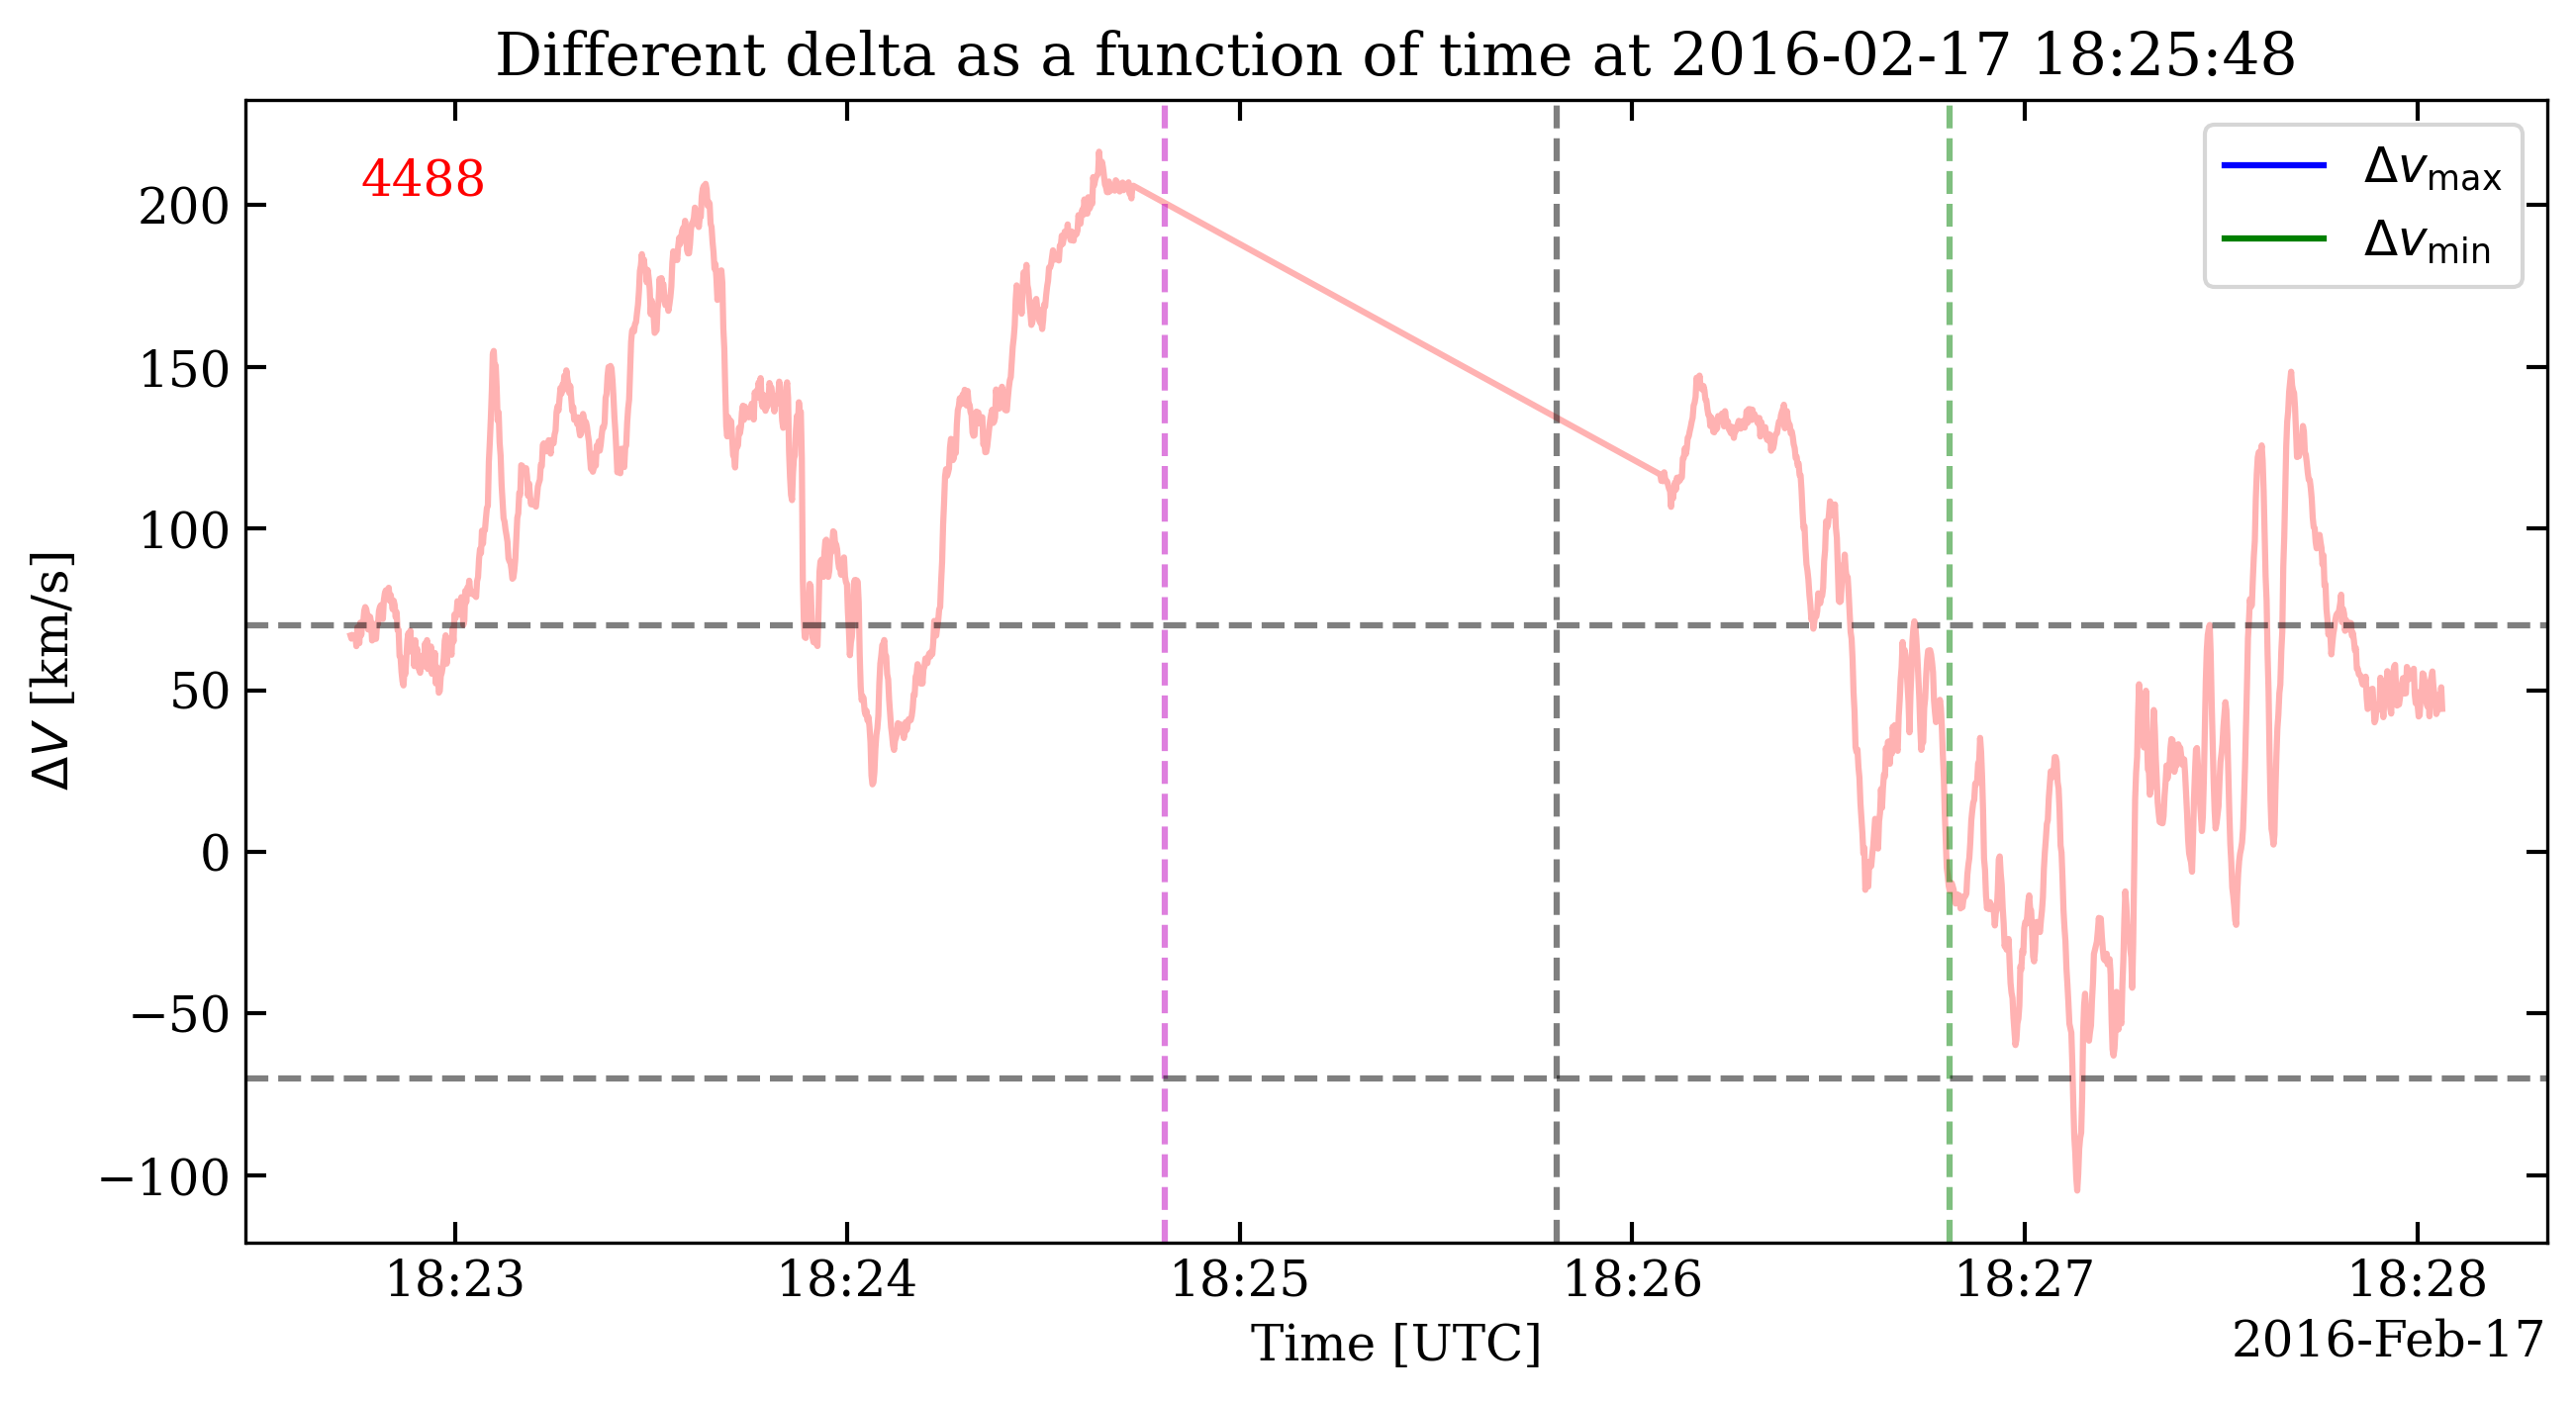 Different delta as a function of time at 2016-02-17 18:25:48
4488
Δv_max
Δv_min
200
150
100
50
0
−50
−100
ΔV [km/s]
18:23 18:24 18:25 18:26 18:27 18:28
Time [UTC]
2016-Feb-17